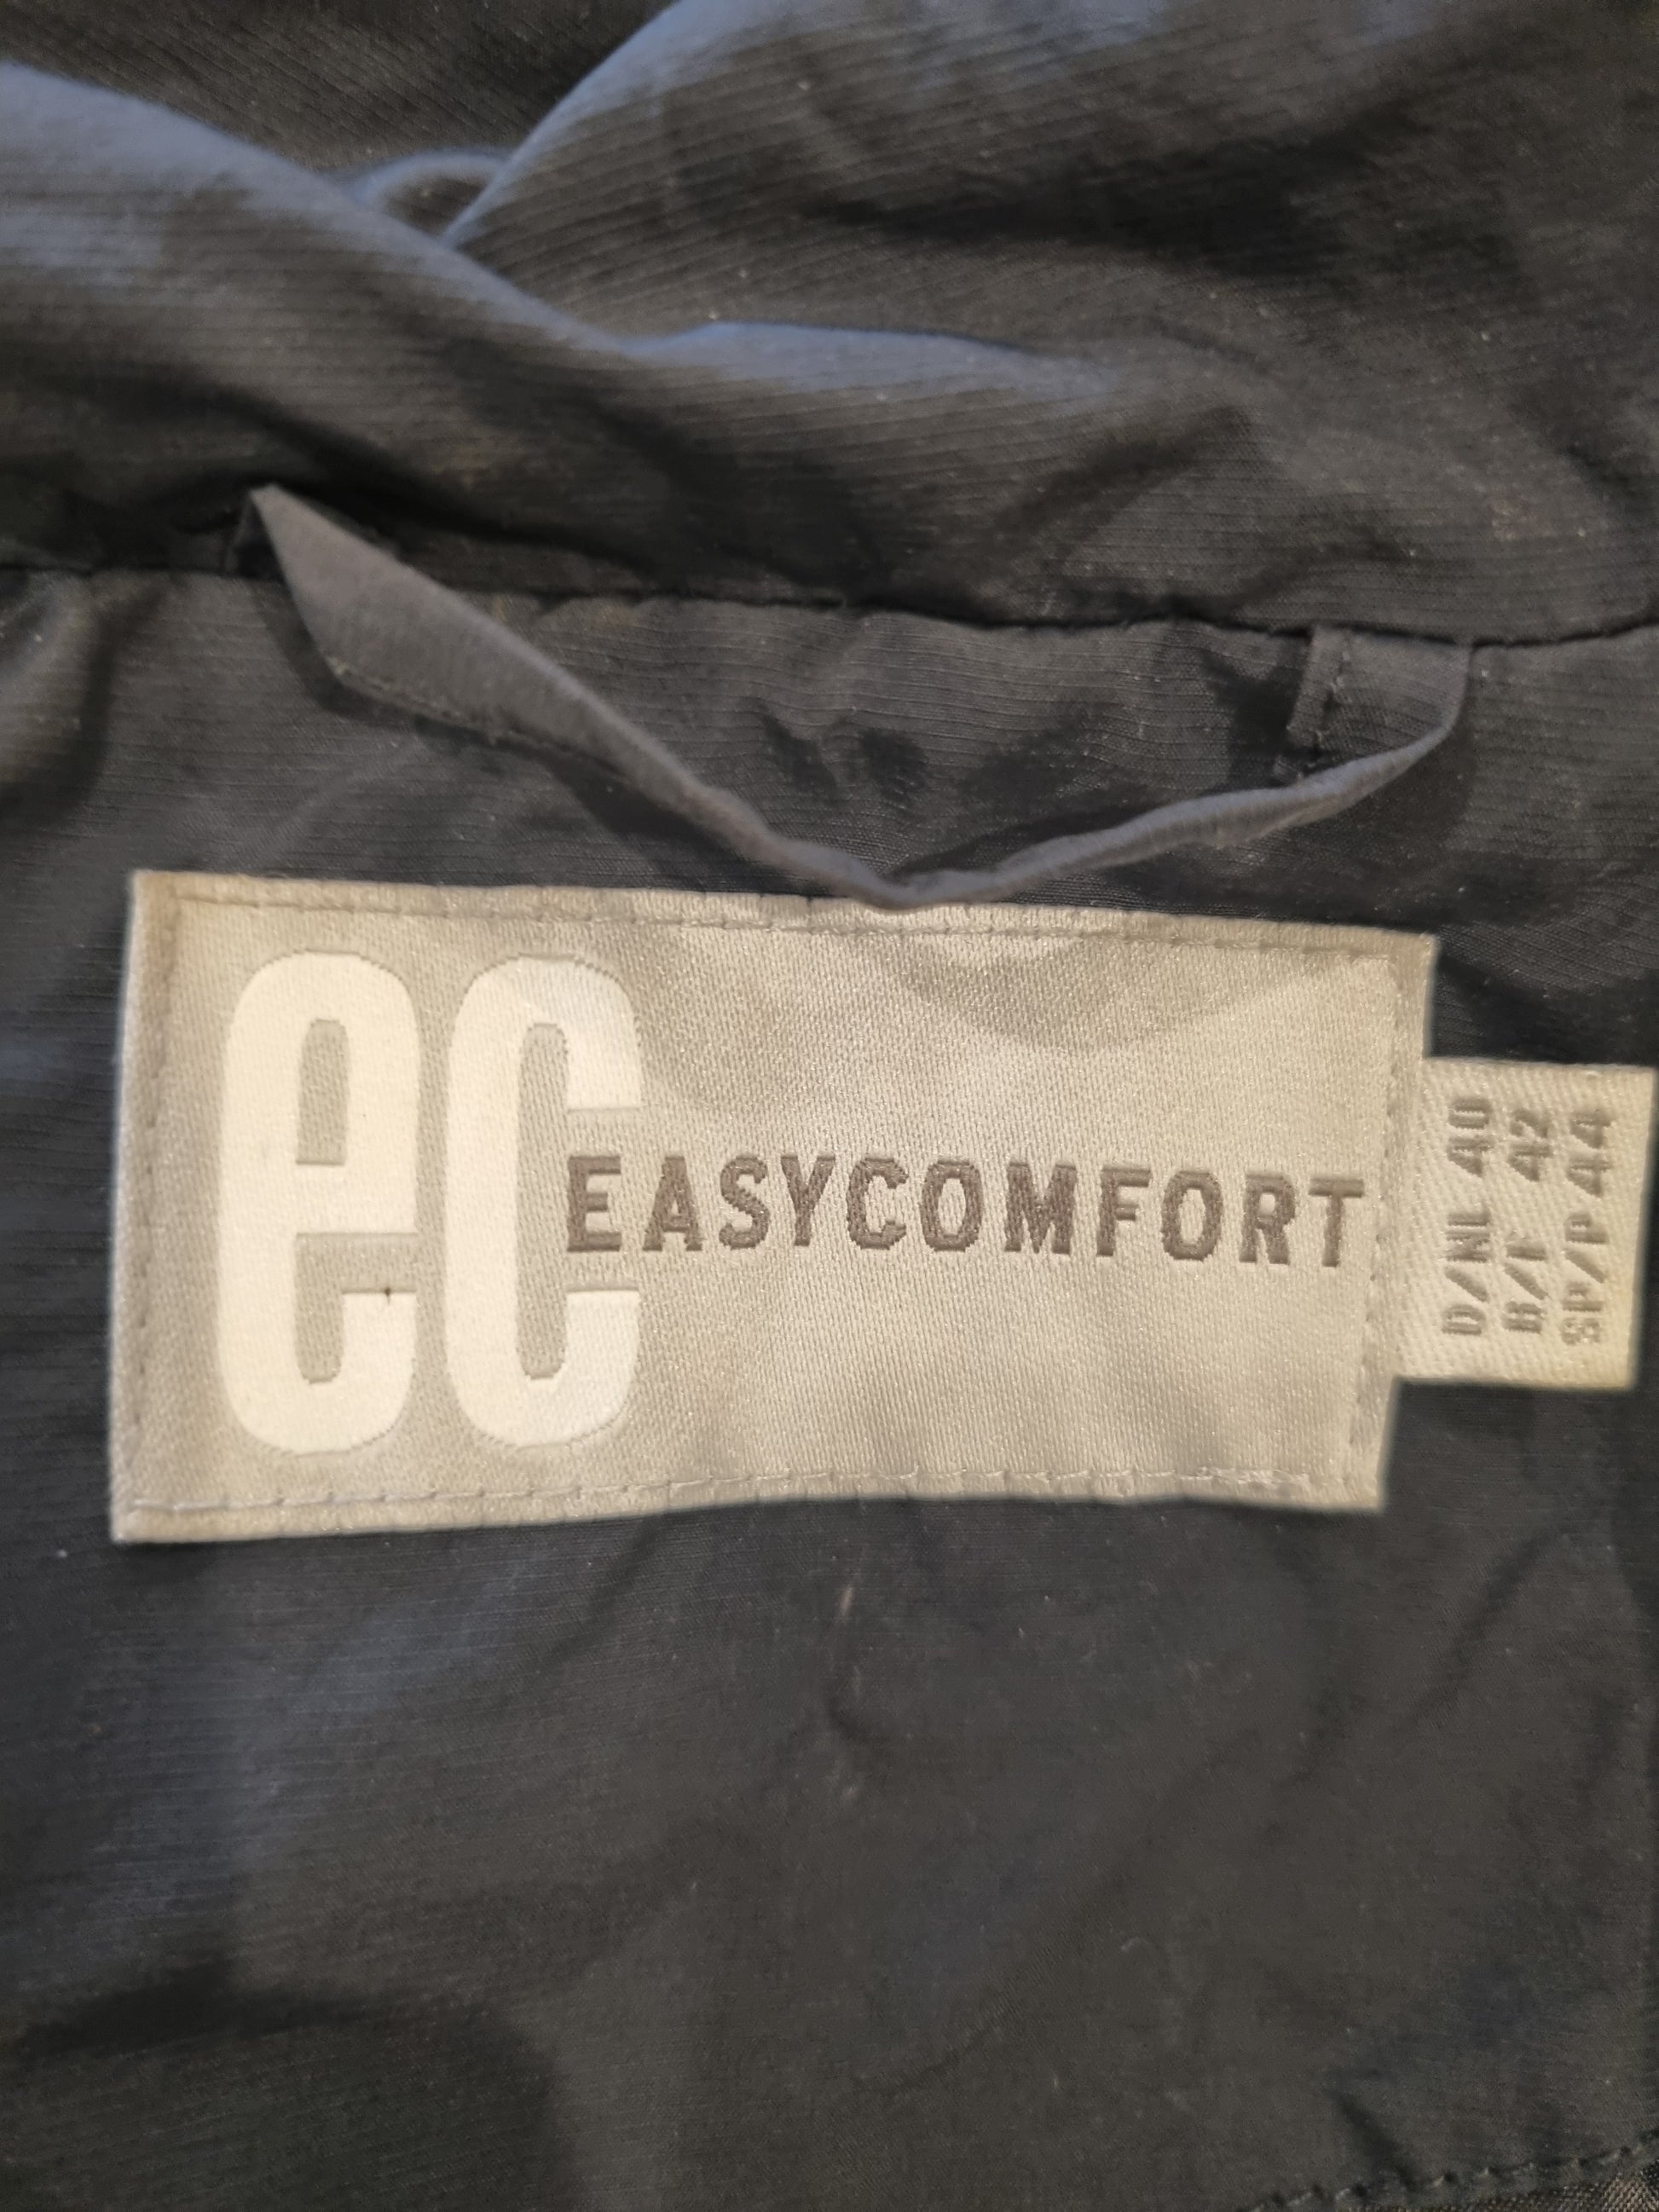 ec
EASYCOMFORT
D/NL 40
B/F 42
SP/P 44